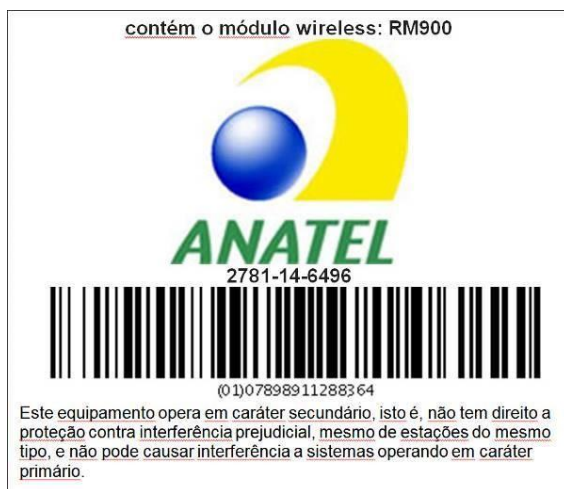 contém o módulo wireless: RM900
ANATEL
2781-14-6496
(01)07898911288364
Este equipamento opera em caráter secundário, isto é, não tem direito a
proteção contra interferência prejudicial, mesmo de estações do mesmo
tipo, e não pode causar interferência a sistemas operando em caráter
primário.